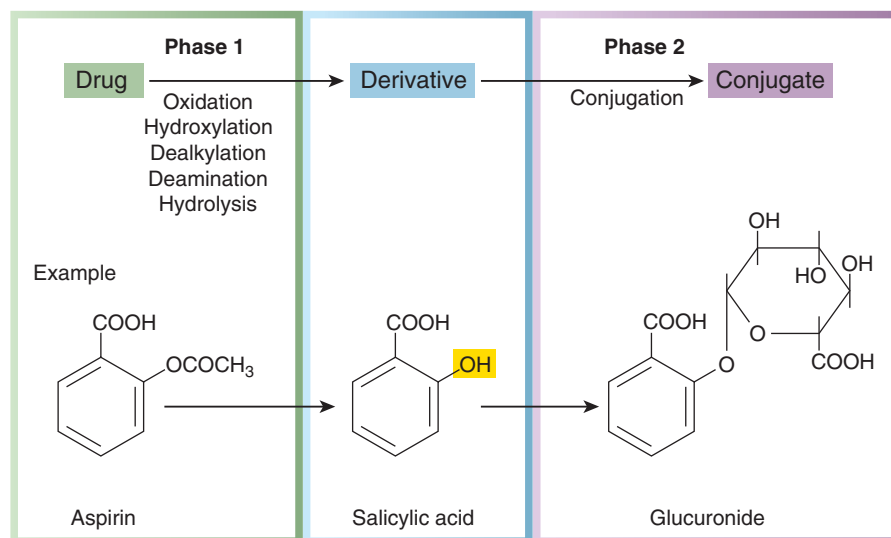 Phase 1
Phase 2
Drug
Derivative
Conjugate
Oxidation
Hydroxylation
Dealkylation
Deamination
Hydrolysis
Conjugation
Example
COOH
OCOCH₃
COOH
OH
COOH
O
O
OH
HO
OH
COOH
Aspirin
Salicylic acid
Glucuronide